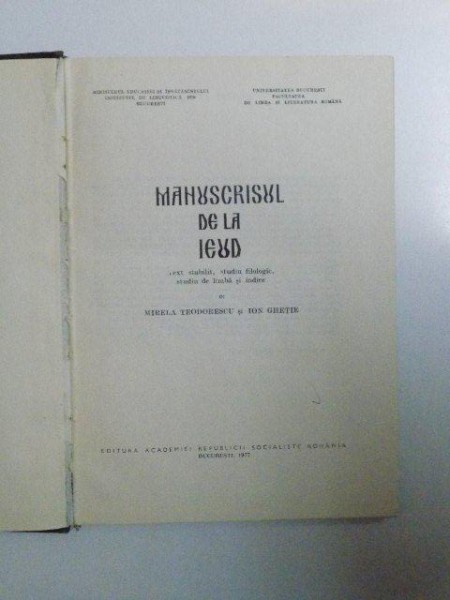 MINISTERUL EDUCAȚIEI ȘI ÎNVĂȚĂMÎNTULUI
INSTITUTUL DE LINGVISTICĂ DIN
BUCUREȘTI
UNIVERSITATEA BUCUREȘTI
FACULTATEA
DE LIMBA ȘI LITERATURA ROMÂNĂ
MANUSCRISUL
DE LA
IEUD
text stabilit, studiu filologic,
studiu de limbă și indice
de
MIRELA TEODORESCU și ION GHEȚIE
EDITURA ACADEMIEI REPUBLICII SOCIALISTE ROMÂNIA
BUCUREȘTI, 1977